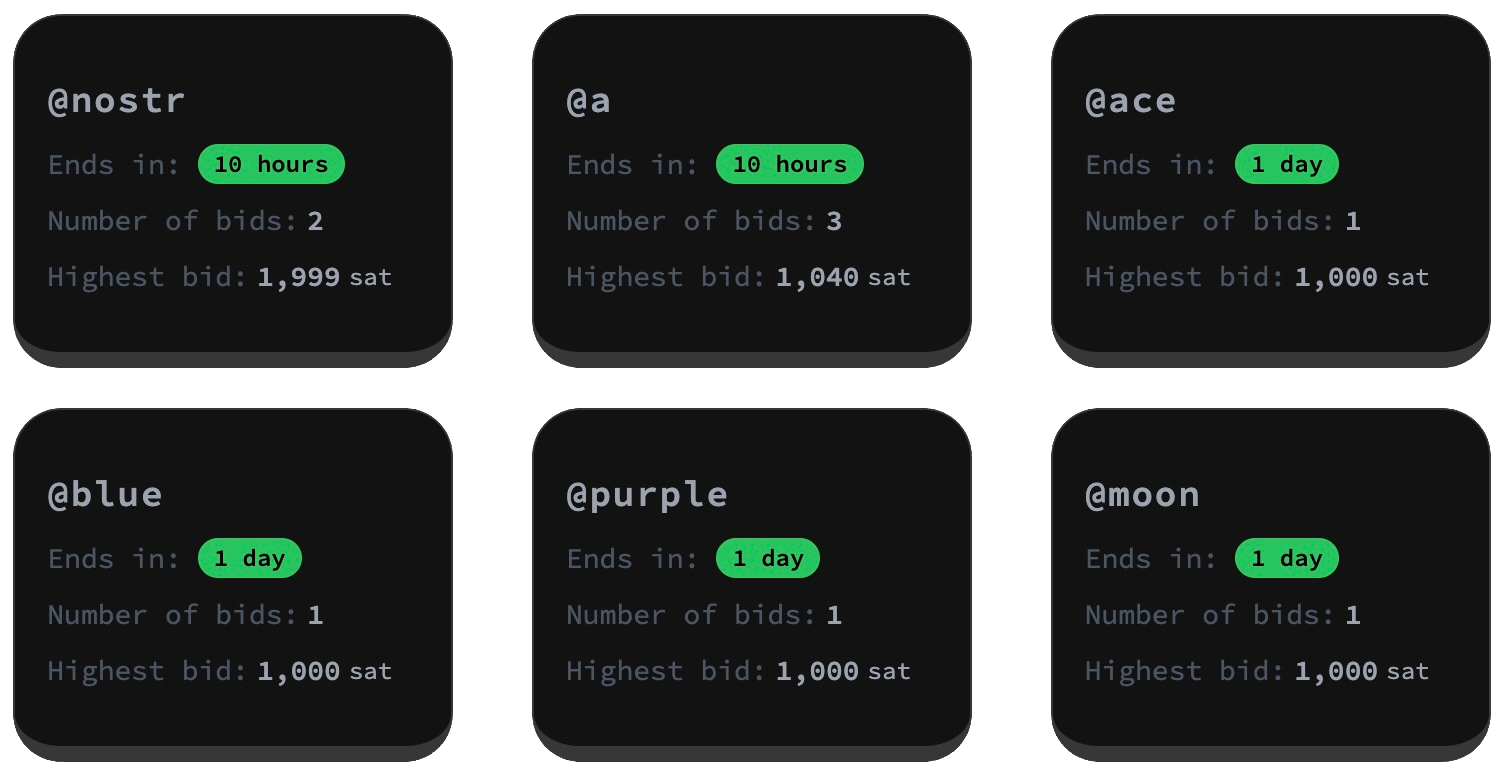 @nostr
Ends in: 10 hours
Number of bids: 2
Highest bid: 1,999 sat
@a
Ends in: 10 hours
Number of bids: 3
Highest bid: 1,040 sat
@ace
Ends in: 1 day
Number of bids: 1
Highest bid: 1,000 sat
@blue
Ends in: 1 day
Number of bids: 1
Highest bid: 1,000 sat
@purple
Ends in: 1 day
Number of bids: 1
Highest bid: 1,000 sat
@moon
Ends in: 1 day
Number of bids: 1
Highest bid: 1,000 sat